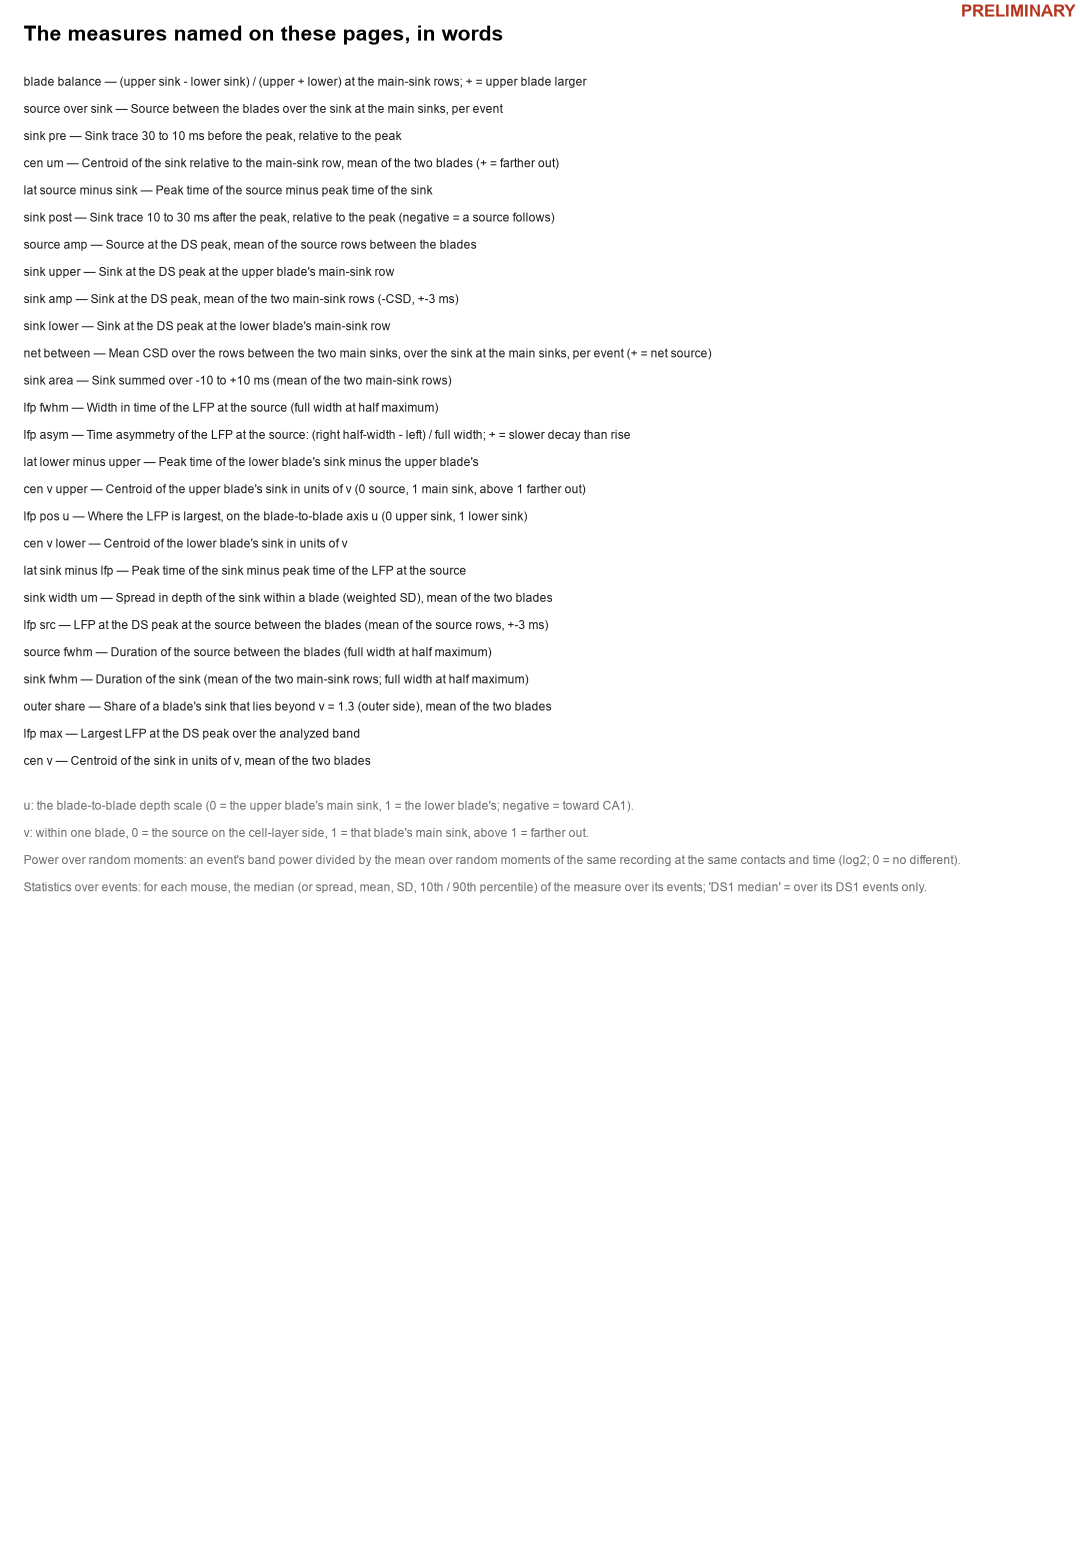 PRELIMINARY
The measures named on these pages, in words
blade balance — (upper sink - lower sink) / (upper + lower) at the main-sink rows; + = upper blade larger
source over sink — Source between the blades over the sink at the main sinks, per event
sink pre — Sink trace 30 to 10 ms before the peak, relative to the peak
cen um — Centroid of the sink relative to the main-sink row, mean of the two blades (+ = farther out)
lat source minus sink — Peak time of the source minus peak time of the sink
sink post — Sink trace 10 to 30 ms after the peak, relative to the peak (negative = a source follows)
source amp — Source at the DS peak, mean of the source rows between the blades
sink upper — Sink at the DS peak at the upper blade's main-sink row
sink amp — Sink at the DS peak, mean of the two main-sink rows (-CSD, +-3 ms)
sink lower — Sink at the DS peak at the lower blade's main-sink row
net between — Mean CSD over the rows between the two main sinks, over the sink at the main sinks, per event (+ = net source)
sink area — Sink summed over -10 to +10 ms (mean of the two main-sink rows)
lfp fwhm — Width in time of the LFP at the source (full width at half maximum)
lfp asym — Time asymmetry of the LFP at the source: (right half-width - left) / full width; + = slower decay than rise
lat lower minus upper — Peak time of the lower blade's sink minus the upper blade's
cen v upper — Centroid of the upper blade's sink in units of v (0 source, 1 main sink, above 1 farther out)
lfp pos u — Where the LFP is largest, on the blade-to-blade axis u (0 upper sink, 1 lower sink)
cen v lower — Centroid of the lower blade's sink in units of v
lat sink minus lfp — Peak time of the sink minus peak time of the LFP at the source
sink width um — Spread in depth of the sink within a blade (weighted SD), mean of the two blades
lfp src — LFP at the DS peak at the source between the blades (mean of the source rows, +-3 ms)
source fwhm — Duration of the source between the blades (full width at half maximum)
sink fwhm — Duration of the sink (mean of the two main-sink rows; full width at half maximum)
outer share — Share of a blade's sink that lies beyond v = 1.3 (outer side), mean of the two blades
lfp max — Largest LFP at the DS peak over the analyzed band
cen v — Centroid of the sink in units of v, mean of the two blades
u: the blade-to-blade depth scale (0 = the upper blade's main sink, 1 = the lower blade's; negative = toward CA1).
v: within one blade, 0 = the source on the cell-layer side, 1 = that blade's main sink, above 1 = farther out.
Power over random moments: an event's band power divided by the mean over random moments of the same recording at the same contacts and time (log2; 0 = no different).
Statistics over events: for each mouse, the median (or spread, mean, SD, 10th / 90th percentile) of the measure over its events; 'DS1 median' = over its DS1 events only.